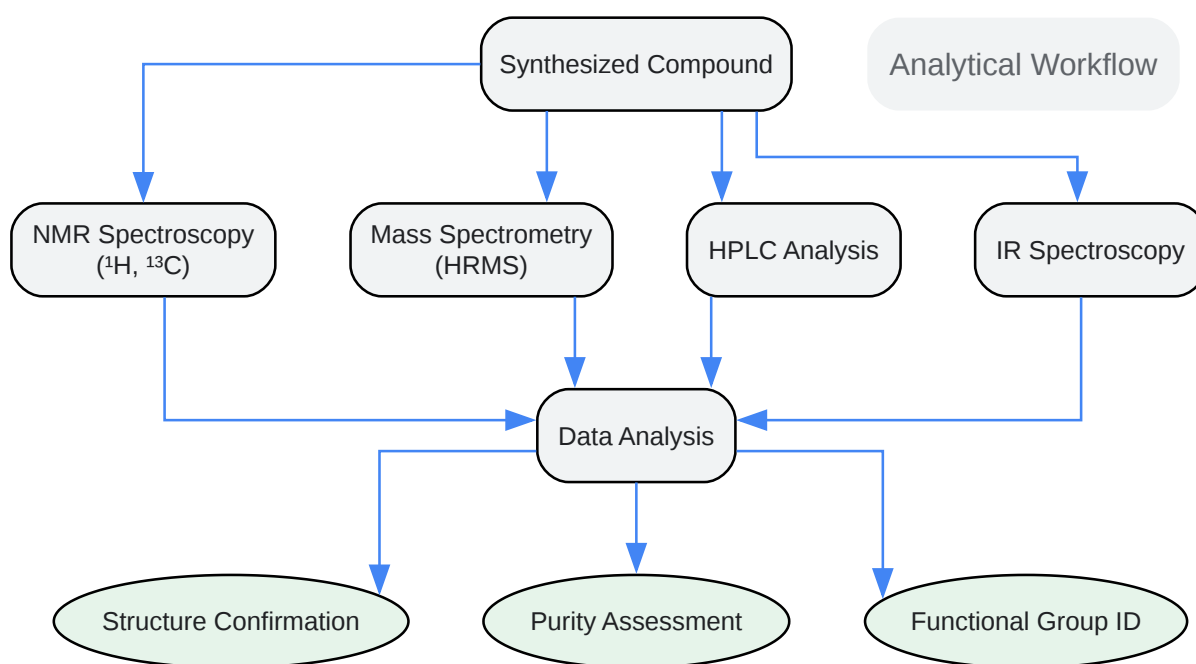 Synthesized Compound
Analytical Workflow
NMR Spectroscopy
(¹H, ¹³C)
Mass Spectrometry
(HRMS)
HPLC Analysis
IR Spectroscopy
Data Analysis
Structure Confirmation
Purity Assessment
Functional Group ID